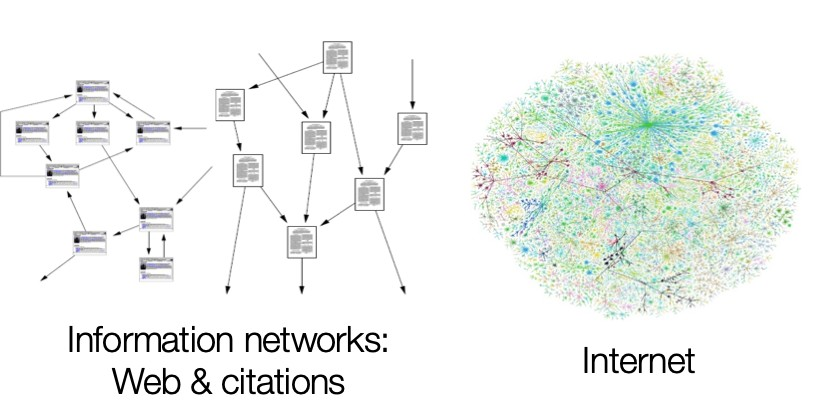 Information networks:
Web & citations
Internet